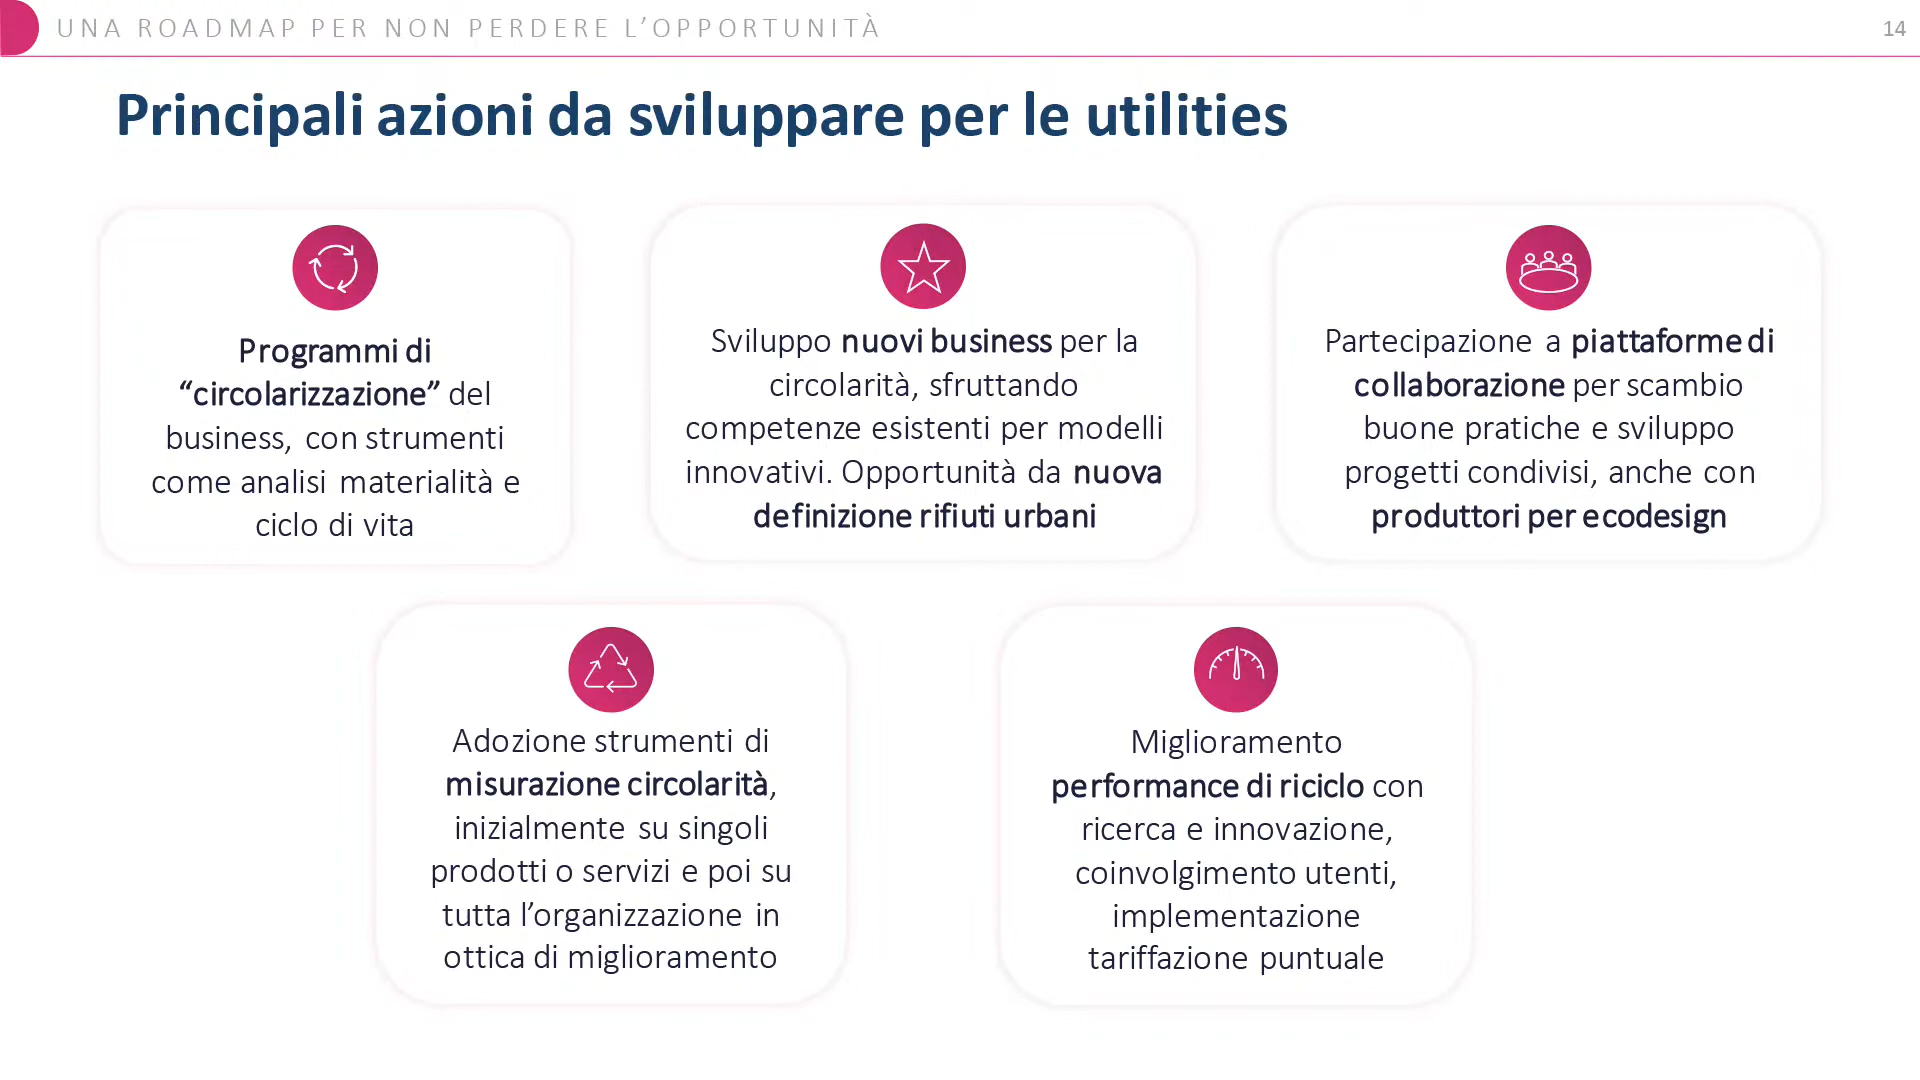 UNA ROADMAP PER NON PERDERE L’OPPORTUNITÀ
14
Principali azioni da sviluppare per le utilities
Programmi di
“circolarizzazione” del
business, con strumenti
come analisi materialità e
ciclo di vita
Sviluppo nuovi business per la
circolarità, sfruttando
competenze esistenti per modelli
innovativi. Opportunità da nuova
definizione rifiuti urbani
Partecipazione a piattaforme di
collaborazione per scambio
buone pratiche e sviluppo
progetti condivisi, anche con
produttori per ecodesign
Adozione strumenti di
misurazione circolarità,
inizialmente su singoli
prodotti o servizi e poi su
tutta l’organizzazione in
ottica di miglioramento
Miglioramento
performance di riciclo con
ricerca e innovazione,
coinvolgimento utenti,
implementazione
tariffazione puntuale